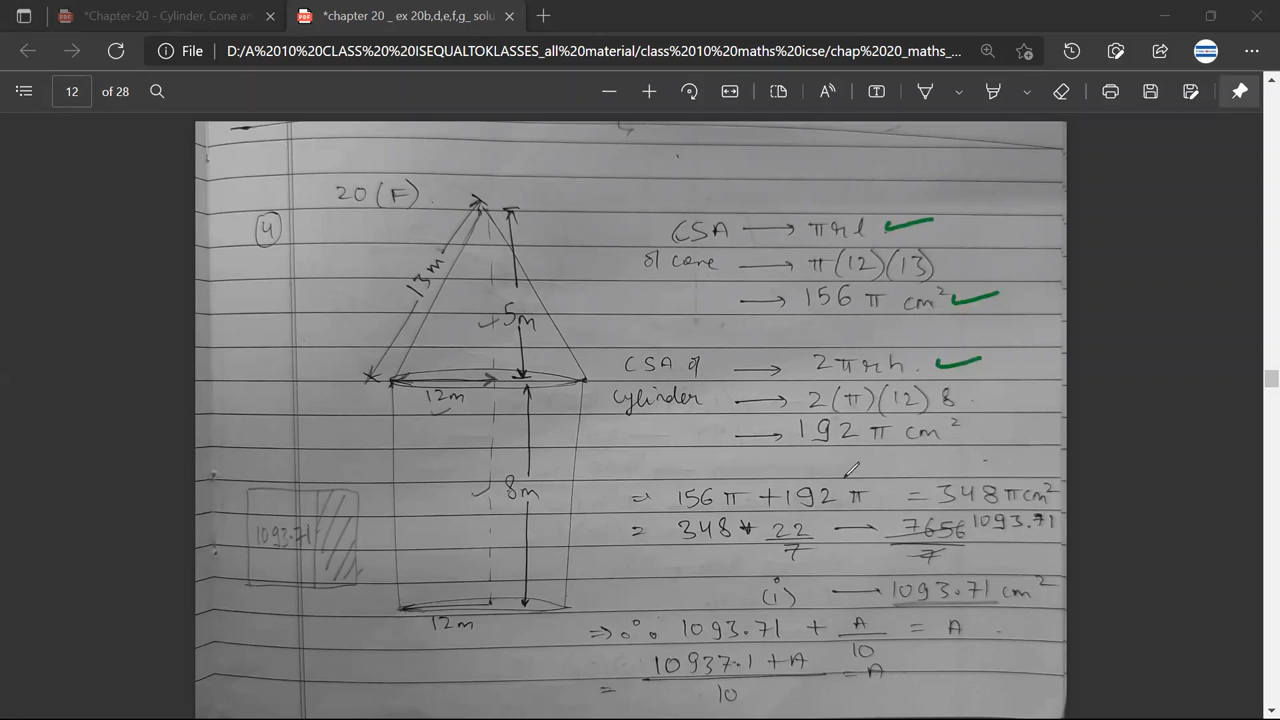 *Chapter-20 - Cylinder, Cone an
*chapter 20 _ ex 20b,d,e,f,g_ solu
File
D:/A%2010%20CLASS%20%20ISEQUALTOKLASSES_all%20material/class%2010%20maths%20icse/chap%2020_maths_...
12
of 28
20 (F)
4
13m
5m
12m
8m
12m
1093.71
CSA → πrl ✓
of cone → π(12)(13)
→ 156 π cm² ✓
CSA of → 2πrh. ✓
cylinder → 2(π)(12) 8
→ 192 π cm²
= 156π + 192 π = 348π cm²
= 348 * 22/7 → 7656/7 1093.71
(i) → 1093.71 cm²
⇒ ∴ 1093.71 + A/10 = A
= 10937.1 + A/10 = A